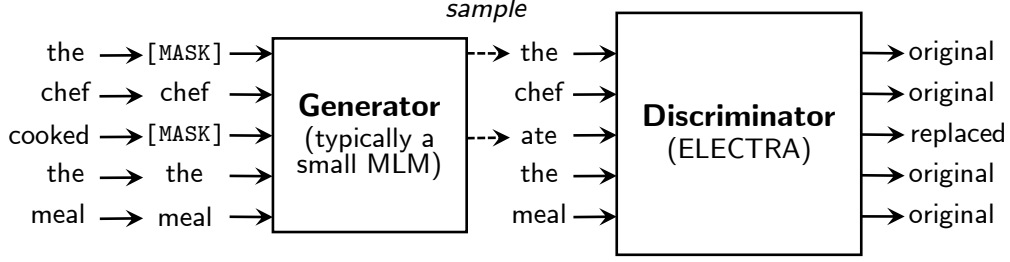 sample
the [MASK] the original
chef chef chef original
Generator
(typically a
small MLM)
Discriminator
(ELECTRA)
cooked [MASK] ate replaced
the the the original
meal meal meal original